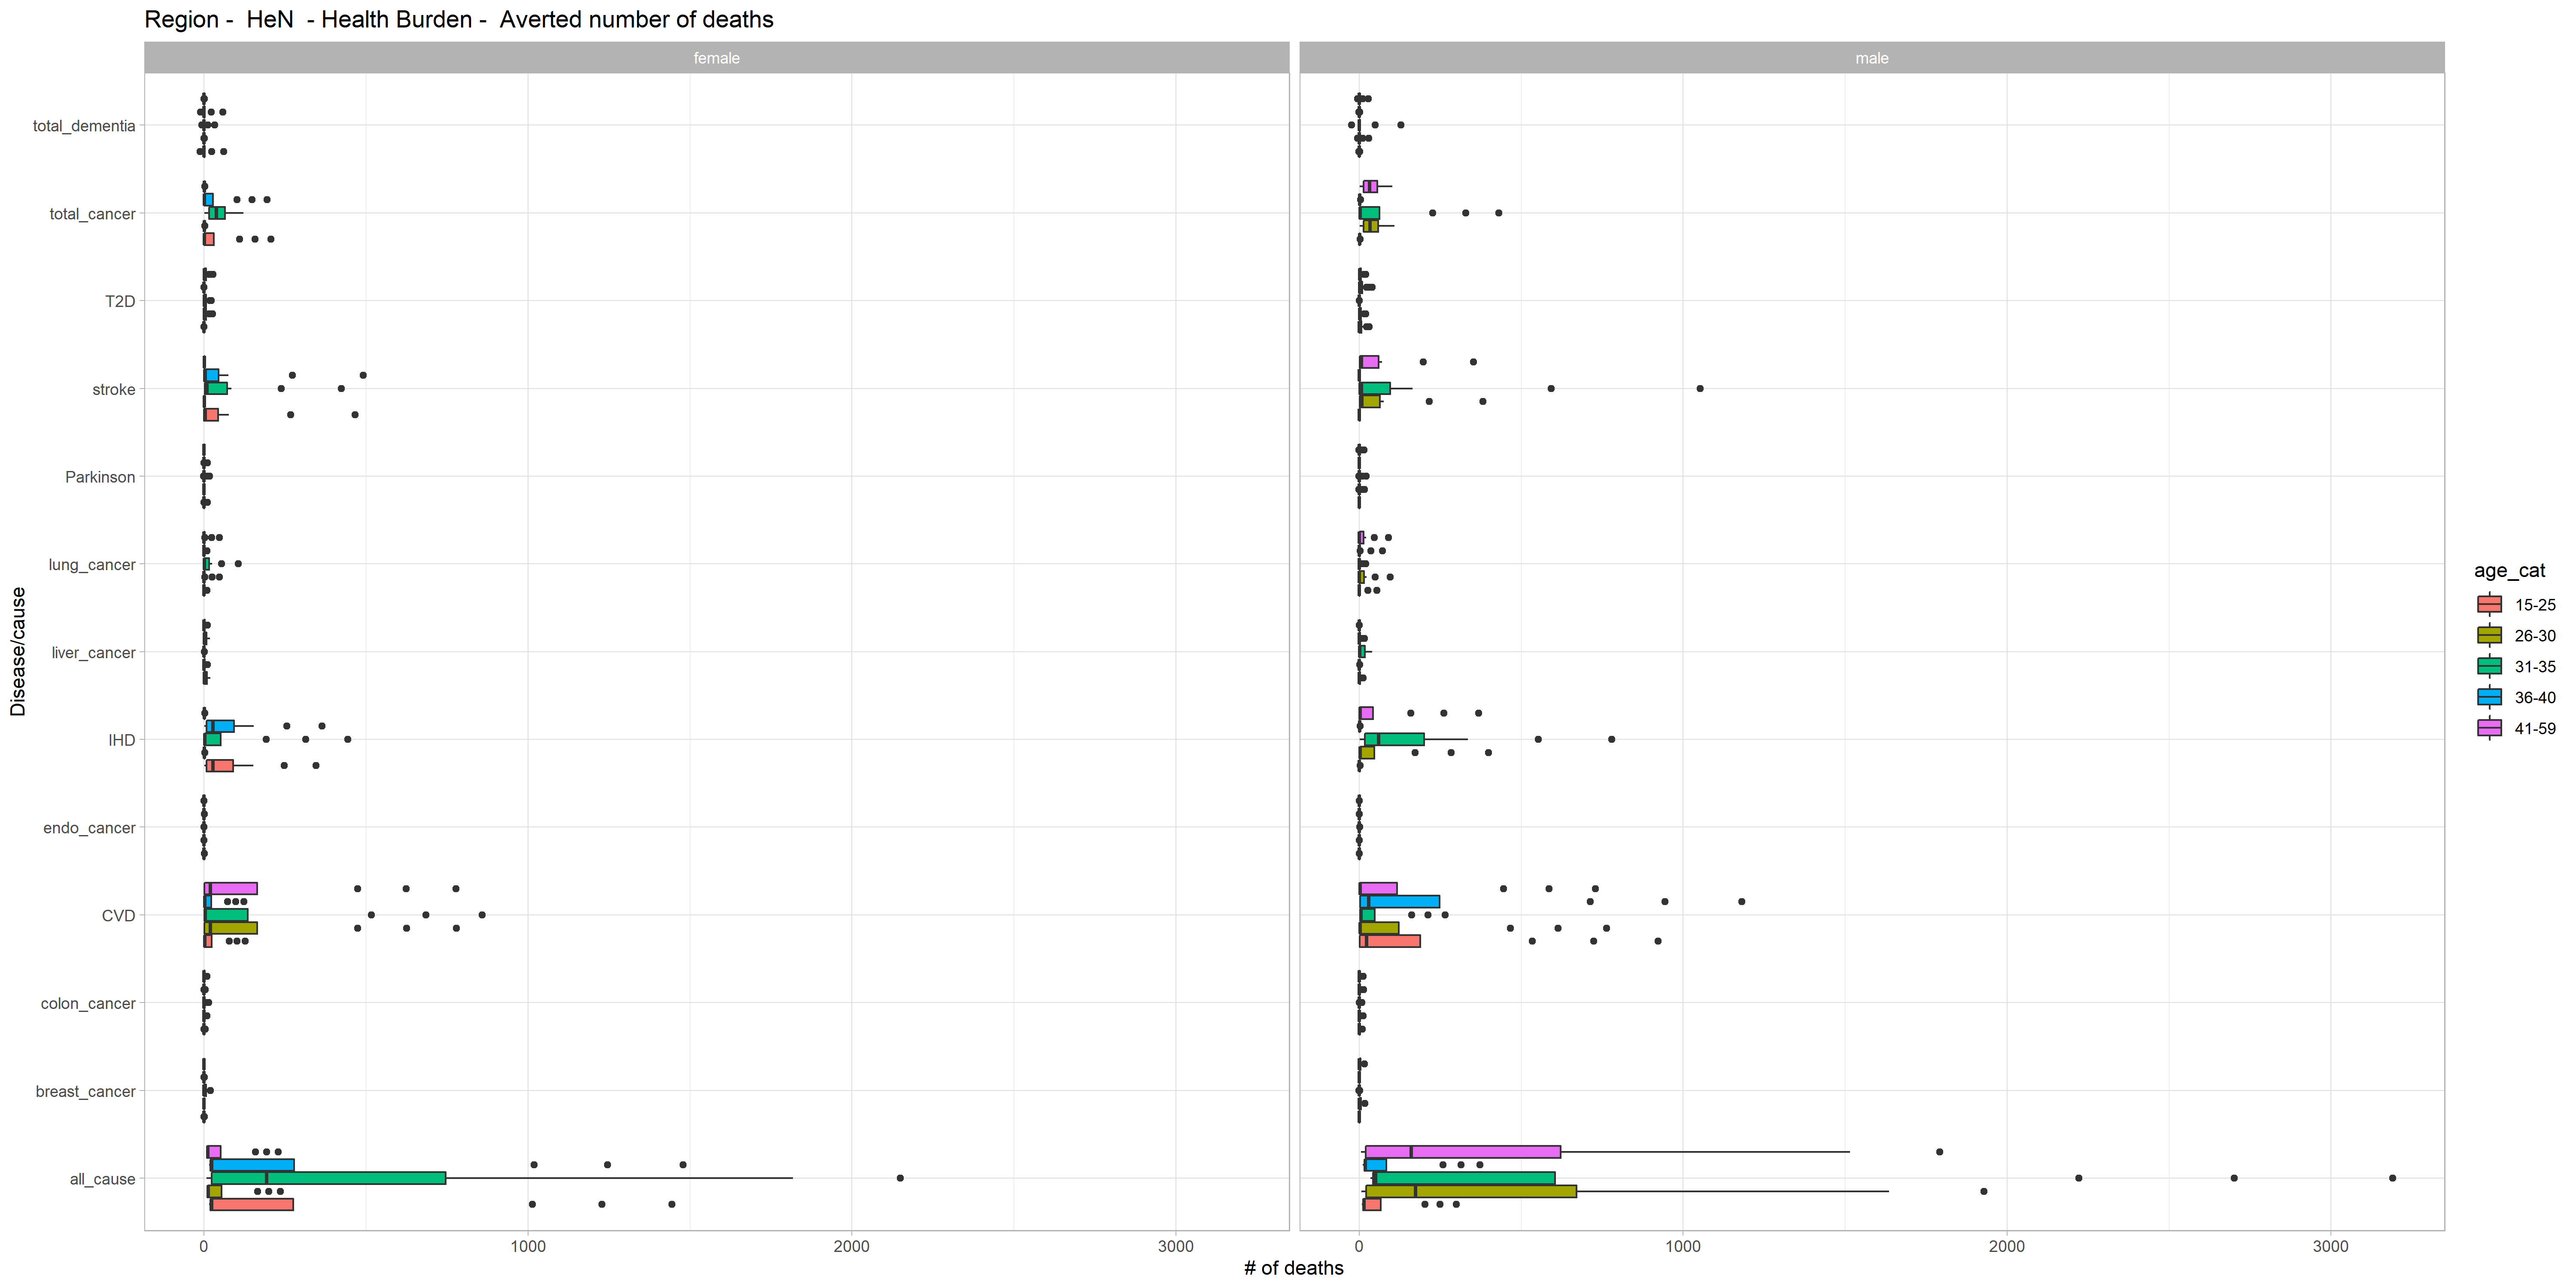 Region -  HeN  - Health Burden -  Averted number of deaths
female
male
Disease/cause
total_dementia
total_cancer
T2D
stroke
Parkinson
lung_cancer
liver_cancer
IHD
endo_cancer
CVD
colon_cancer
breast_cancer
all_cause
0 1000 2000 3000
0 1000 2000 3000
# of deaths
age_cat
15-25
26-30
31-35
36-40
41-59